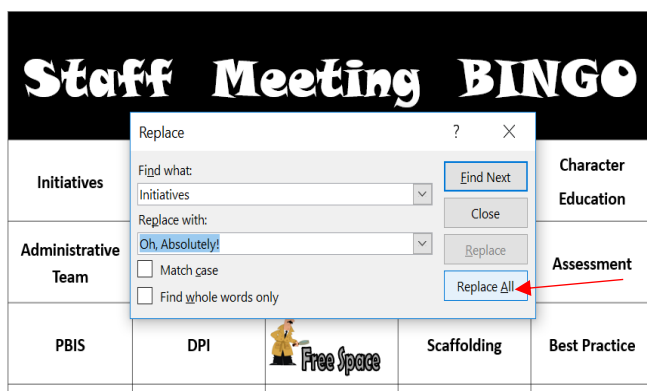 Staff Meeting BINGO
Replace
? X
Find what:
Initiatives
Find Next
Replace with:
Oh, Absolutely!
Close
Match case
Replace
Find whole words only
Replace All
Initiatives
Character
Education
Administrative
Team
Assessment
PBIS
DPI
Free Space
Scaffolding
Best Practice